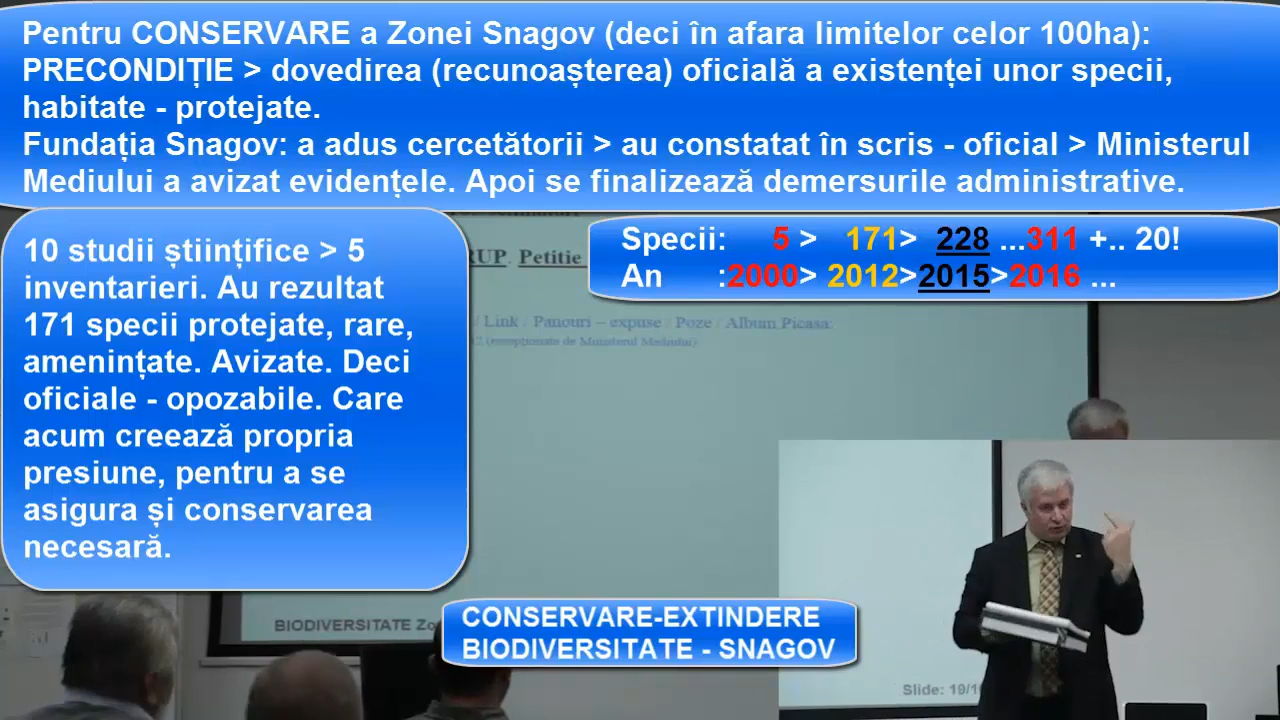 Pentru CONSERVARE a Zonei Snagov (deci în afara limitelor celor 100ha):
PRECONDIȚIE > dovedirea (recunoașterea) oficială a existenței unor specii,
habitate - protejate.
Fundația Snagov: a adus cercetătorii > au constatat în scris - oficial > Ministerul
Mediului a avizat evidențele. Apoi se finalizează demersurile administrative.
Specii: 5 > 171> 228 ...311 +.. 20!
An :2000> 2012>2015>2016 ...
10 studii științifice > 5
inventarieri. Au rezultat
171 specii protejate, rare,
amenințate. Avizate. Deci
oficiale - opozabile. Care
acum creează propria
presiune, pentru a se
asigura și conservarea
necesară.
RUP. Petitie
/ Link / Panouri – expuse / Poze / Album Picasa:
(exceptionate de Ministerul Mediului)
BIODIVERSITATE
CONSERVARE-EXTINDERE
BIODIVERSITATE - SNAGOV
Slide: 19/1